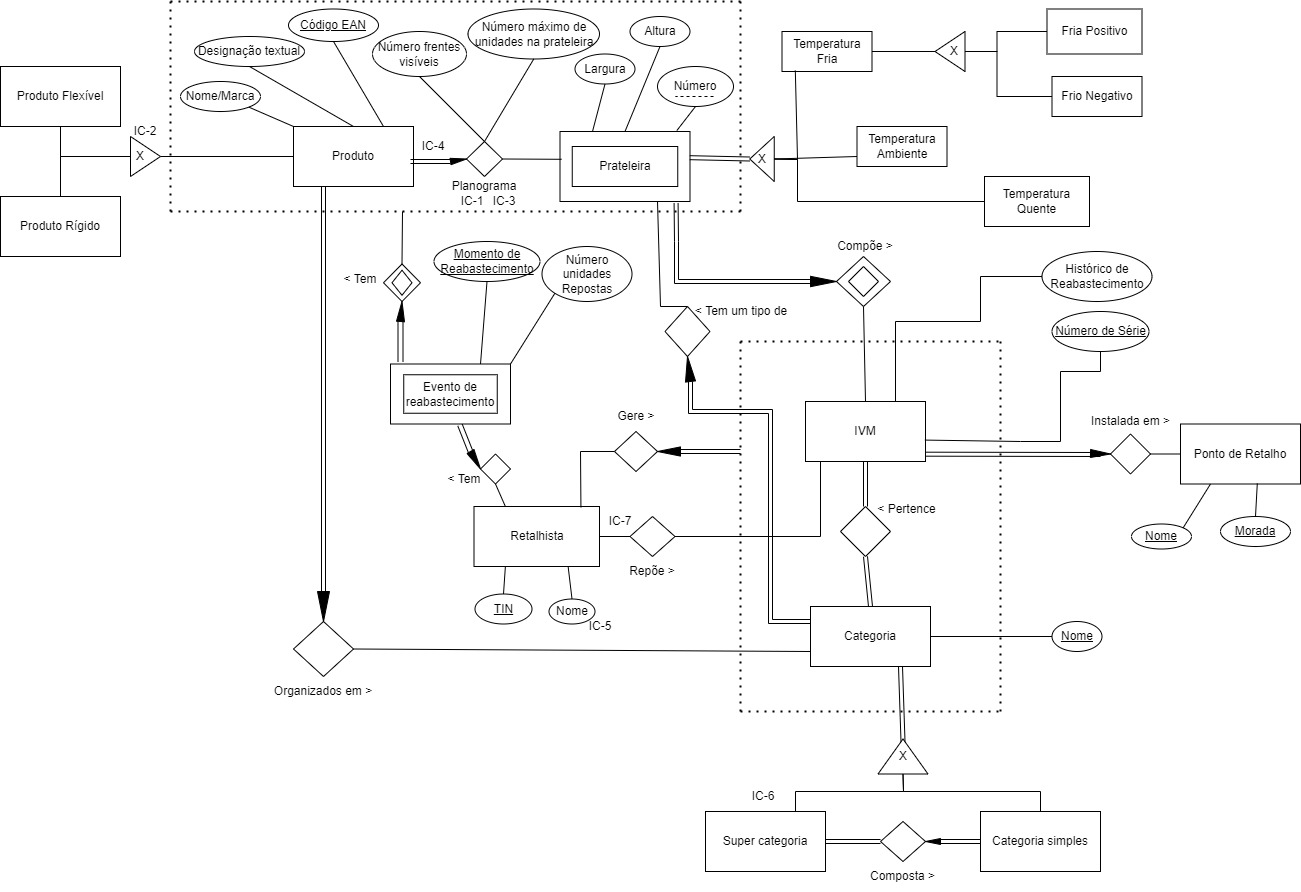 Código EAN
Número máximo de
unidades na prateleira
Designação textual
Número frentes
visíveis
Altura
Largura
Número
Nome/Marca
Temperatura
Fria
X
Fria Positivo
Frio Negativo
Produto Flexível
IC-2
X
Produto
IC-4
Planograma
IC-1 IC-3
Prateleira
X
Temperatura
Ambiente
Temperatura
Quente
Produto Rígido
< Tem
Momento de
Reabastecimento
Número
unidades
Repostas
Compõe >
Histórico de
Reabastecimento
< Tem um tipo de
Número de Série
Evento de
reabastecimento
Gere >
IVM
Instalada em >
Ponto de Retalho
< Tem
< Pertence
Retalhista
IC-7
Repõe >
Nome
Morada
TIN
Nome
IC-5
Categoria
Nome
Organizados em >
X
IC-6
Super categoria
Categoria simples
Composta >